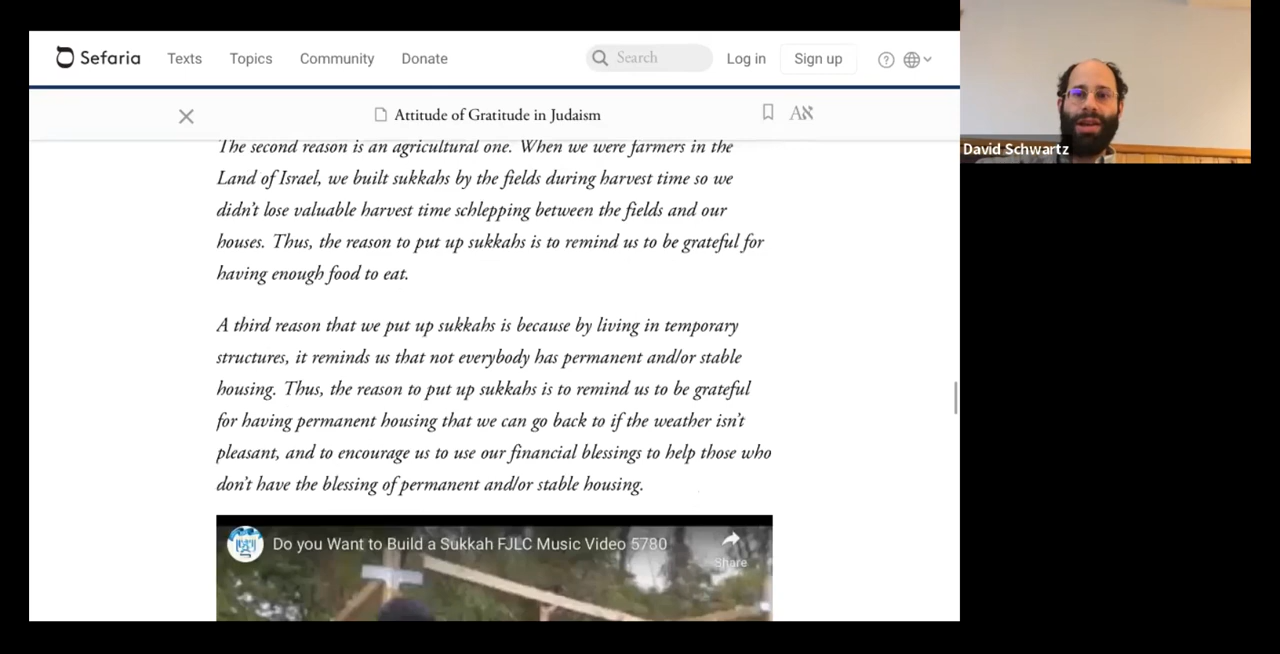 Sefaria
Texts
Topics
Community
Donate
Search
Log in
Sign up
Attitude of Gratitude in Judaism
Aא
David Schwartz
The second reason is an agricultural one. When we were farmers in the
Land of Israel, we built sukkahs by the fields during harvest time so we
didn't lose valuable harvest time schlepping between the fields and our
houses. Thus, the reason to put up sukkahs is to remind us to be grateful for
having enough food to eat.
A third reason that we put up sukkahs is because by living in temporary
structures, it reminds us that not everybody has permanent and/or stable
housing. Thus, the reason to put up sukkahs is to remind us to be grateful
for having permanent housing that we can go back to if the weather isn't
pleasant, and to encourage us to use our financial blessings to help those who
don't have the blessing of permanent and/or stable housing.
Do you Want to Build a Sukkah FJLC Music Video 5780
Share